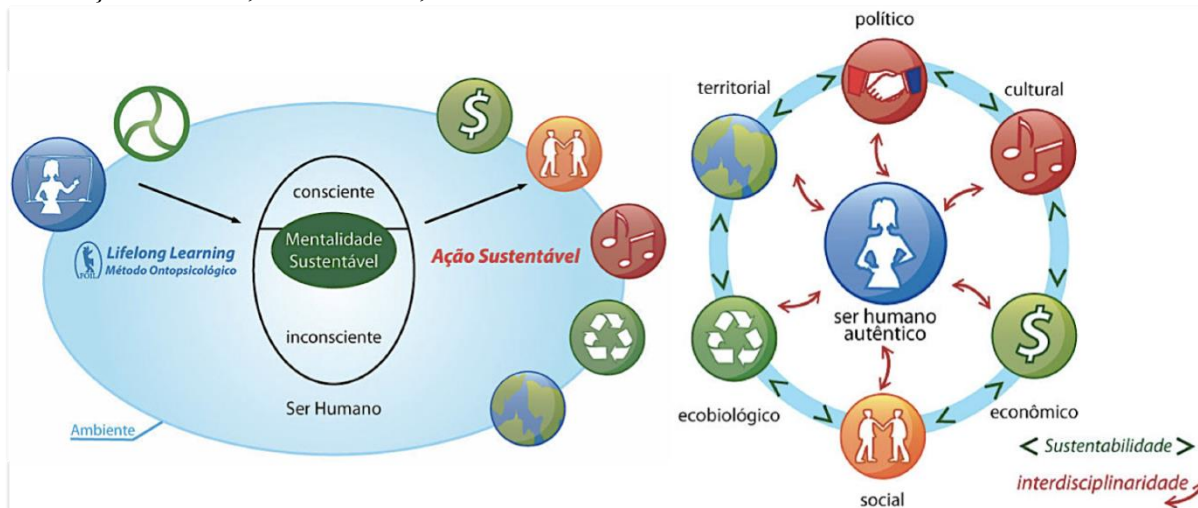 consciente
Mentalidade
Sustentável
inconsciente
Ser Humano
Lifelong Learning
Método Ontopsicológico
FOIL
Ação Sustentável
Ambiente
$
político
territorial
cultural
ser humano
autêntico
ecobiológico
$
econômico
social
< Sustentabilidade >
interdisciplinaridade